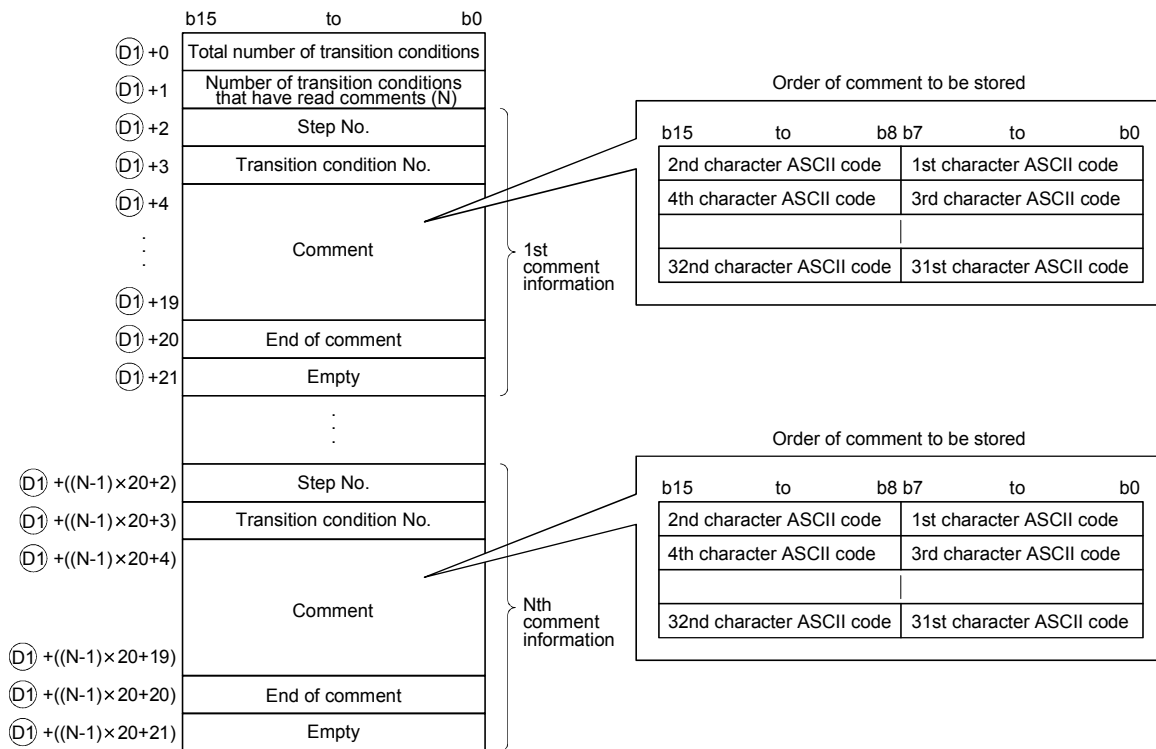 b15 to b0
D1 +0 Total number of transition conditions
D1 +1 Number of transition conditions
that have read comments (N)
D1 +2 Step No.
D1 +3 Transition condition No.
D1 +4
Comment
D1 +19
D1 +20 End of comment
D1 +21 Empty
1st
comment
information
Order of comment to be stored
b15 to b8 b7 to b0
2nd character ASCII code 1st character ASCII code
4th character ASCII code 3rd character ASCII code
32nd character ASCII code 31st character ASCII code
D1 +((N-1)×20+2) Step No.
D1 +((N-1)×20+3) Transition condition No.
D1 +((N-1)×20+4)
Comment
D1 +((N-1)×20+19)
D1 +((N-1)×20+20) End of comment
D1 +((N-1)×20+21) Empty
Nth
comment
information
Order of comment to be stored
b15 to b8 b7 to b0
2nd character ASCII code 1st character ASCII code
4th character ASCII code 3rd character ASCII code
32nd character ASCII code 31st character ASCII code